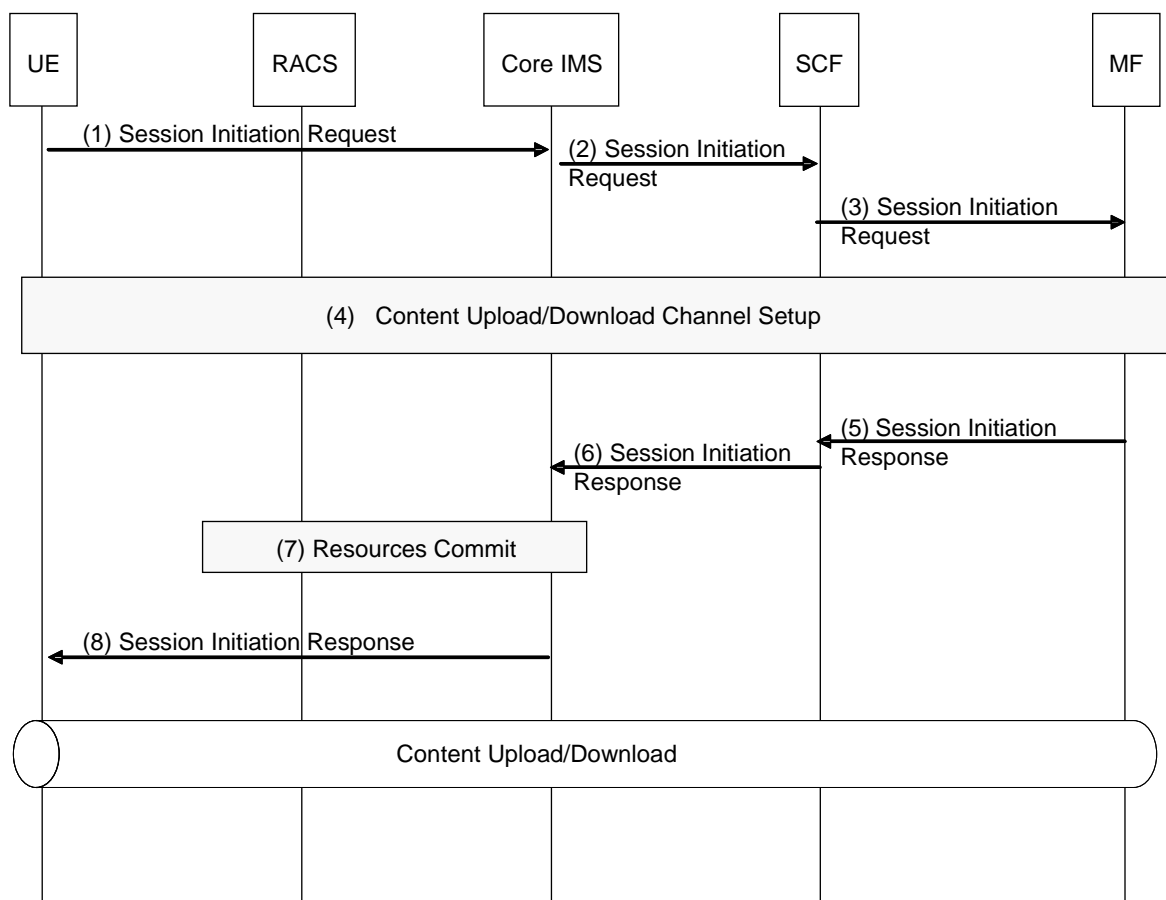 UE
RACS
Core IMS
SCF
MF
(1) Session Initiation Request
(2) Session Initiation
Request
(3) Session Initiation
Request
(4) Content Upload/Download Channel Setup
(5) Session Initiation
Response
(6) Session Initiation
Response
(7) Resources Commit
(8) Session Initiation Response
Content Upload/Download